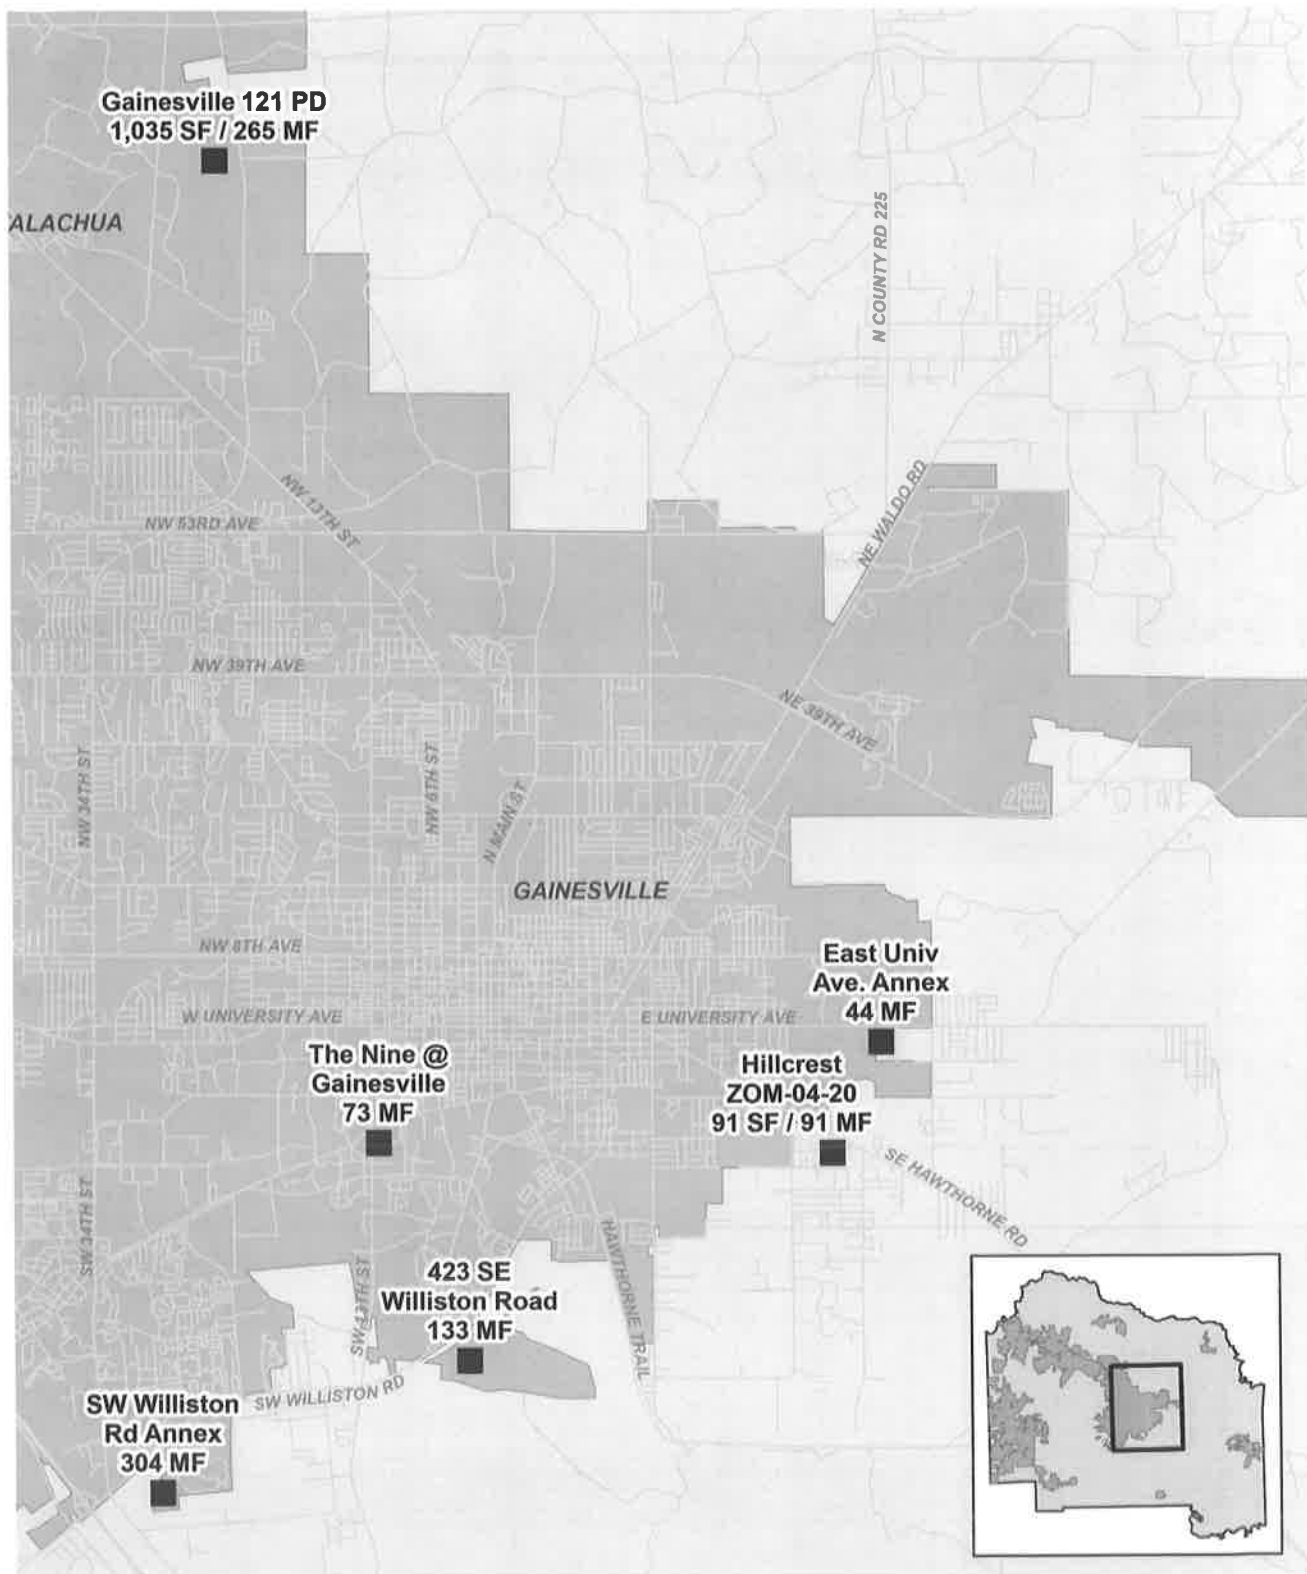 Gainesville 121 PD
1,035 SF / 265 MF
ALACHUA
N COUNTY RD 225
NW 13TH ST
NW 53RD AVE
NE WALDO RD
NW 39TH AVE
NE 39TH AVE
NW 34TH ST
NW 6TH ST
N MAIN ST
GAINESVILLE
NW 8TH AVE
East Univ
Ave. Annex
44 MF
W UNIVERSITY AVE
E UNIVERSITY AVE
The Nine @
Gainesville
73 MF
Hillcrest
ZOM-04-20
91 SF / 91 MF
SE HAWTHORNE RD
SW 34TH ST
HAWTHORNE TRAIL
SW 13TH ST
423 SE
Williston Road
133 MF
SW WILLISTON RD
SW Williston
Rd Annex
304 MF